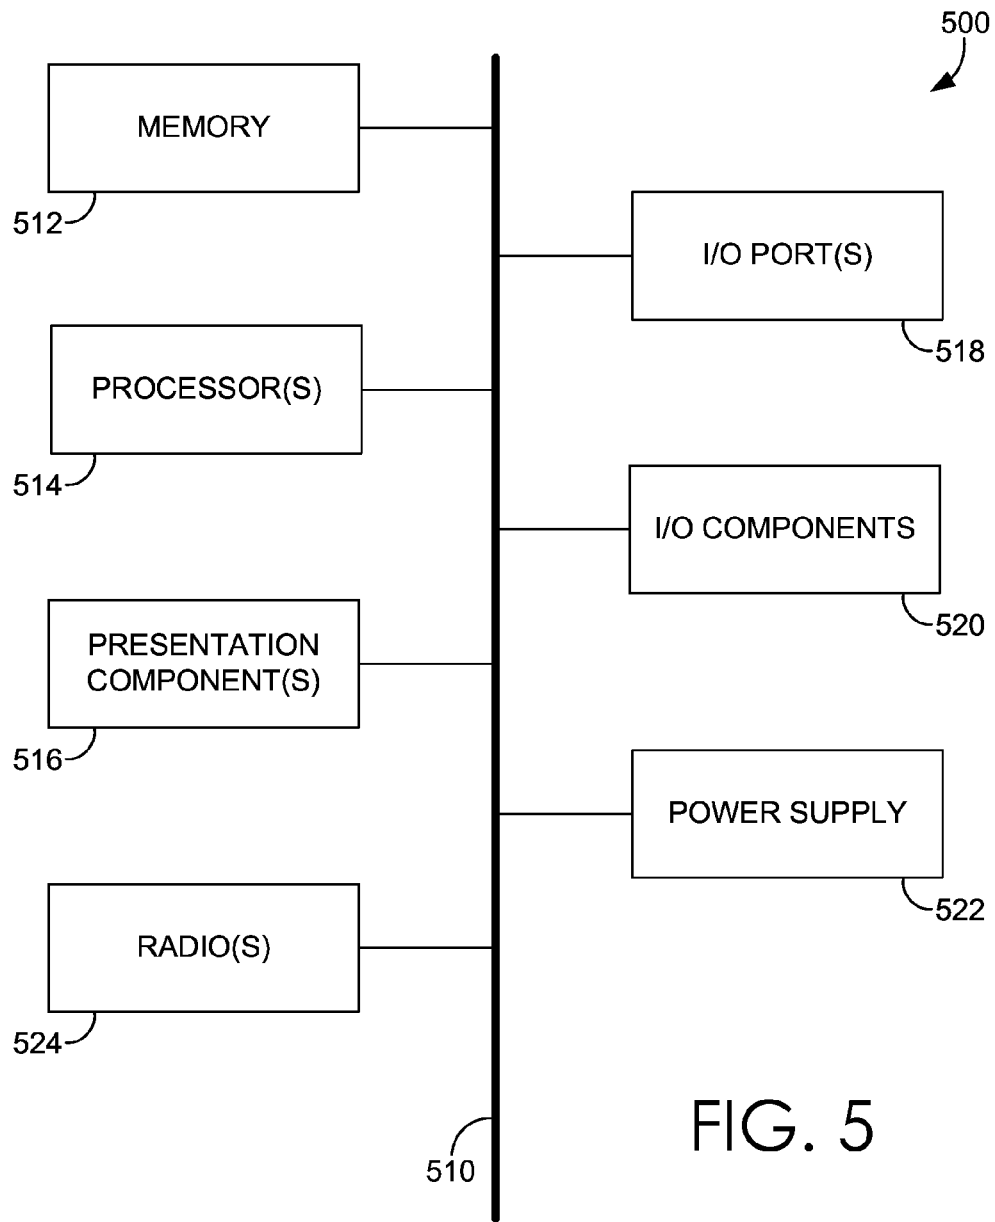 500
MEMORY
512
I/O PORT(S)
518
PROCESSOR(S)
514
I/O COMPONENTS
520
PRESENTATION
COMPONENT(S)
516
POWER SUPPLY
522
RADIO(S)
524
510
FIG. 5